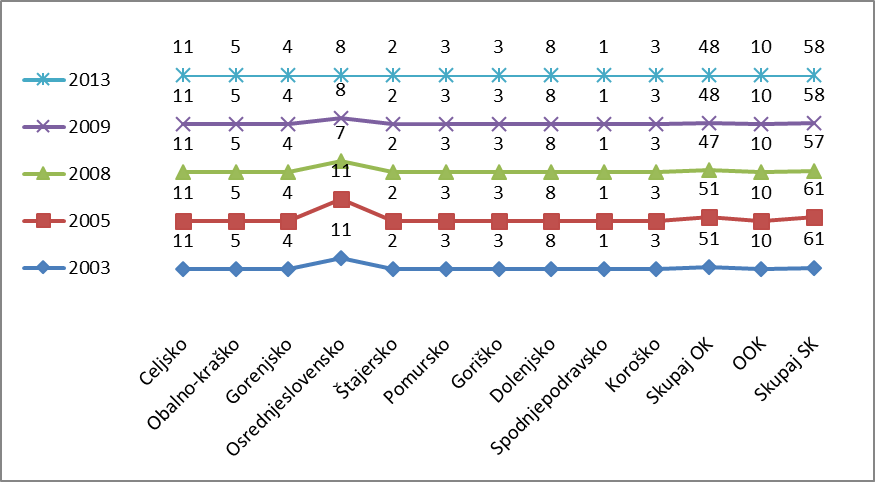 11 5 4 8 2 3 3 8 1 3 48 10 58
2013
11 5 4 8 2 3 3 8 1 3 48 10 58
2009
11 5 4 7 2 3 3 8 1 3 47 10 57
2008
11 5 4 11 2 3 3 8 1 3 51 10 61
2005
11 5 4 11 2 3 3 8 1 3 51 10 61
2003
Celjsko
Obalno-kraško
Gorenjsko
Osrednjeslovensko
Štajersko
Pomursko
Goriško
Dolenjsko
Spodnjepodravsko
Koroško
Skupaj OK
OOK
Skupaj SK